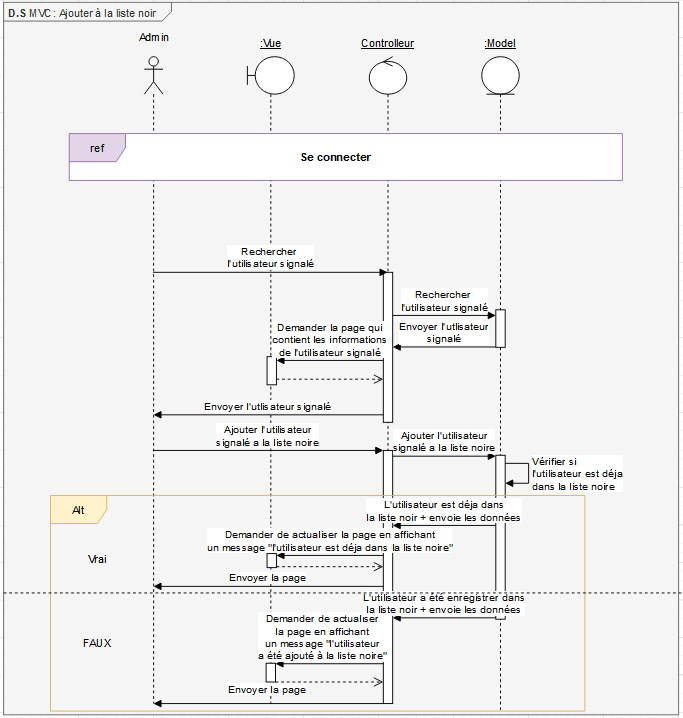 D.S MVC : Ajouter à la liste noir
Admin
:Vue
Controlleur
:Model
ref
Se connecter
Rechercher
l'utilisateur signalé
Rechercher
l'utilisateur signalé
Envoyer l'utlisateur
signalé
Demander la page qui
contient les informations
de l'utilisateur signalé
Envoyer l'utlisateur signalé
Ajouter l'utilisateur
signalé a la liste noire
Ajouter l'utilisateur
signalé a la liste noire
Vérifier si
l'utilisateur est déja
dans la liste noire
Alt
L'utilisateur est déja dans
la liste noir + envoie les données
Demander de actualiser la page en affichant
un message "l'utilisateur est déja dans la liste noire"
Vrai
Envoyer la page
L'utilisateur a été enregistrer dans
la liste noir + envoie les données
Demander de actualiser
la page en affichant
un message "l'utilisateur
a été ajouté à la liste noire"
FAUX
Envoyer la page